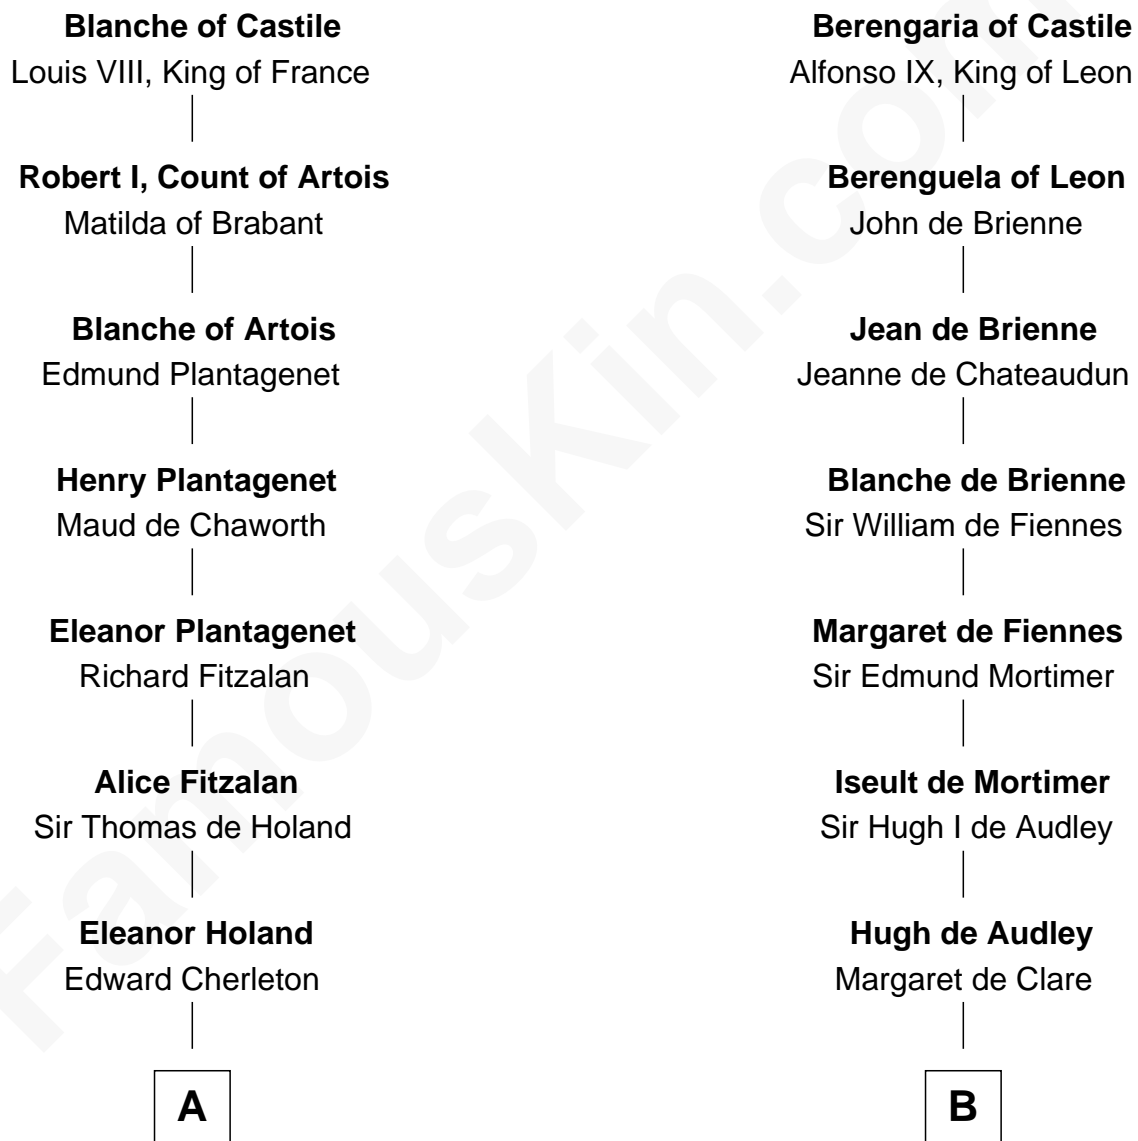 Blanche of Castile
Louis VIII, King of France
Robert I, Count of Artois
Matilda of Brabant
Blanche of Artois
Edmund Plantagenet
Henry Plantagenet
Maud de Chaworth
Eleanor Plantagenet
Richard Fitzalan
Alice Fitzalan
Sir Thomas de Holand
Eleanor Holand
Edward Cherleton
A
Berengaria of Castile
Alfonso IX, King of Leon
Berenguela of Leon
John de Brienne
Jean de Brienne
Jeanne de Chateaudun
Blanche de Brienne
Sir William de Fiennes
Margaret de Fiennes
Sir Edmund Mortimer
Iseult de Mortimer
Sir Hugh I de Audley
Hugh de Audley
Margaret de Clare
B
FamousKin.com